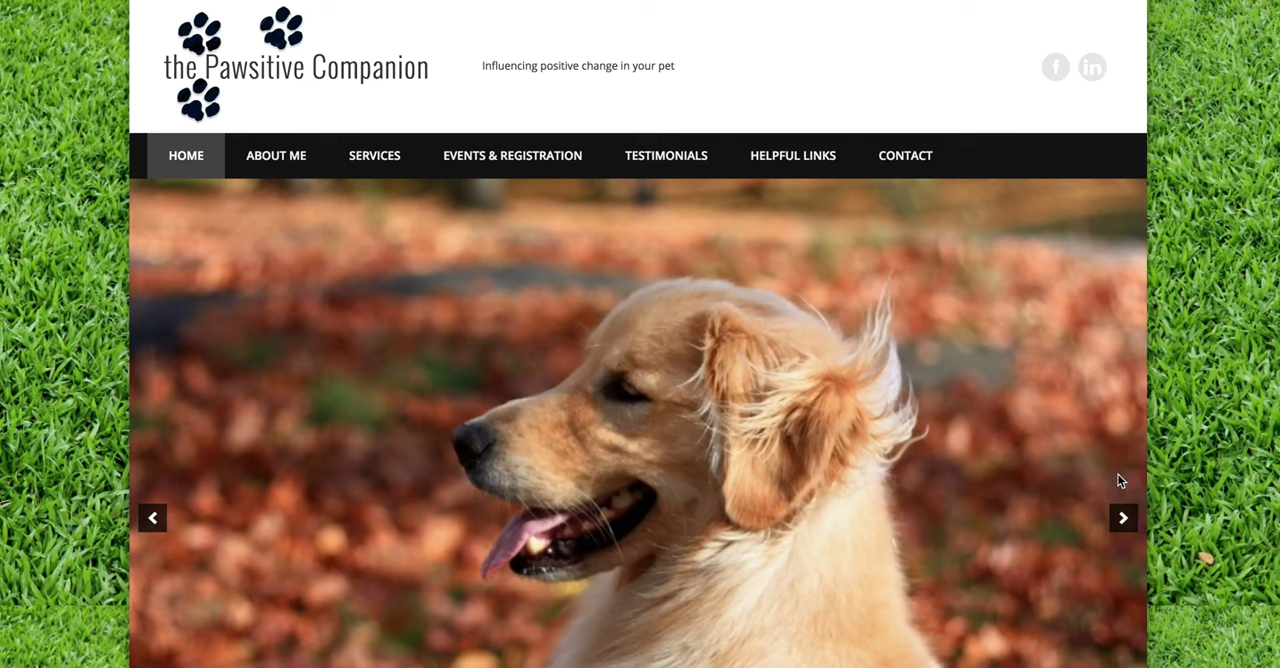 the Pawsitive Companion
Influencing positive change in your pet
f in
HOME ABOUT ME SERVICES EVENTS & REGISTRATION TESTIMONIALS HELPFUL LINKS CONTACT